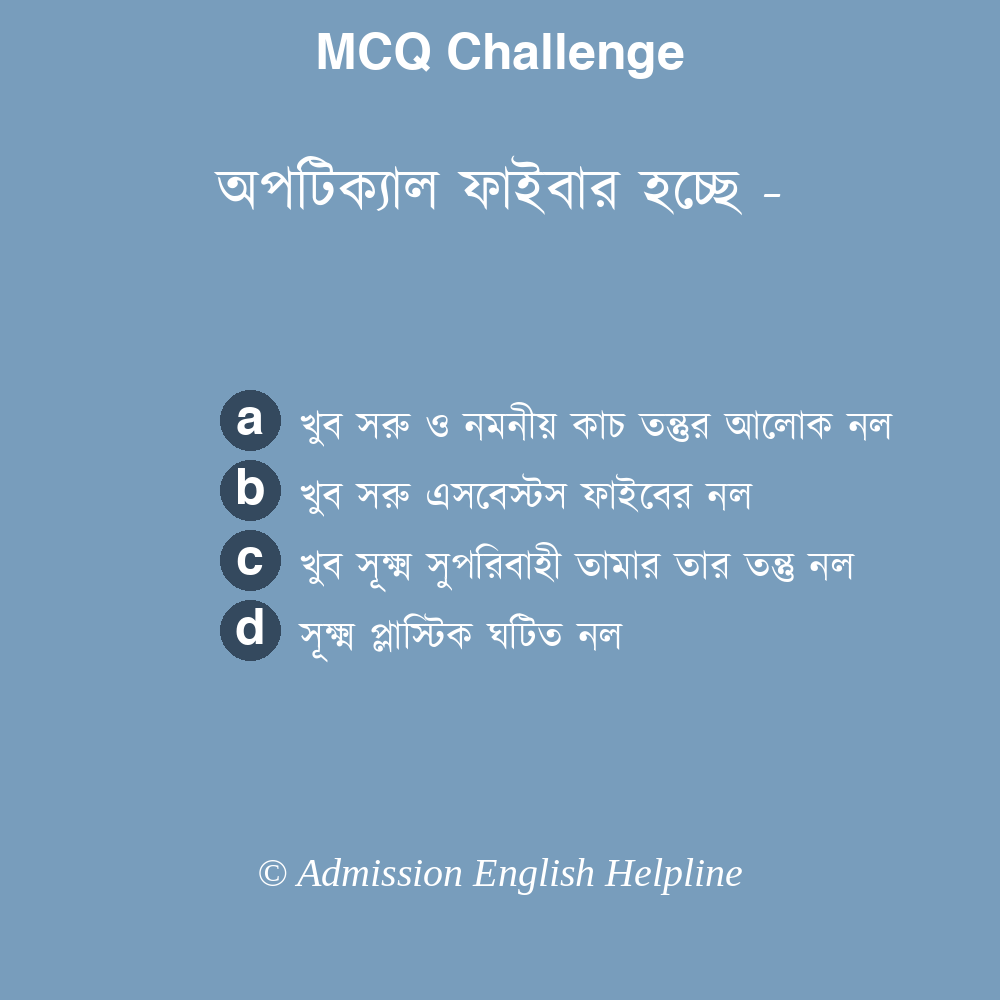 MCQ Challenge
অপটিক্যাল ফাইবার হচ্ছে -
a খুব সরু ও নমনীয় কাচ তন্তুর আলোক নল
b খুব সরু এসবেস্টস ফাইবের নল
c খুব সূক্ষ্ম সুপরিবাহী তামার তার তন্তু নল
d সূক্ষ্ম প্লাস্টিক ঘটিত নল
© Admission English Helpline